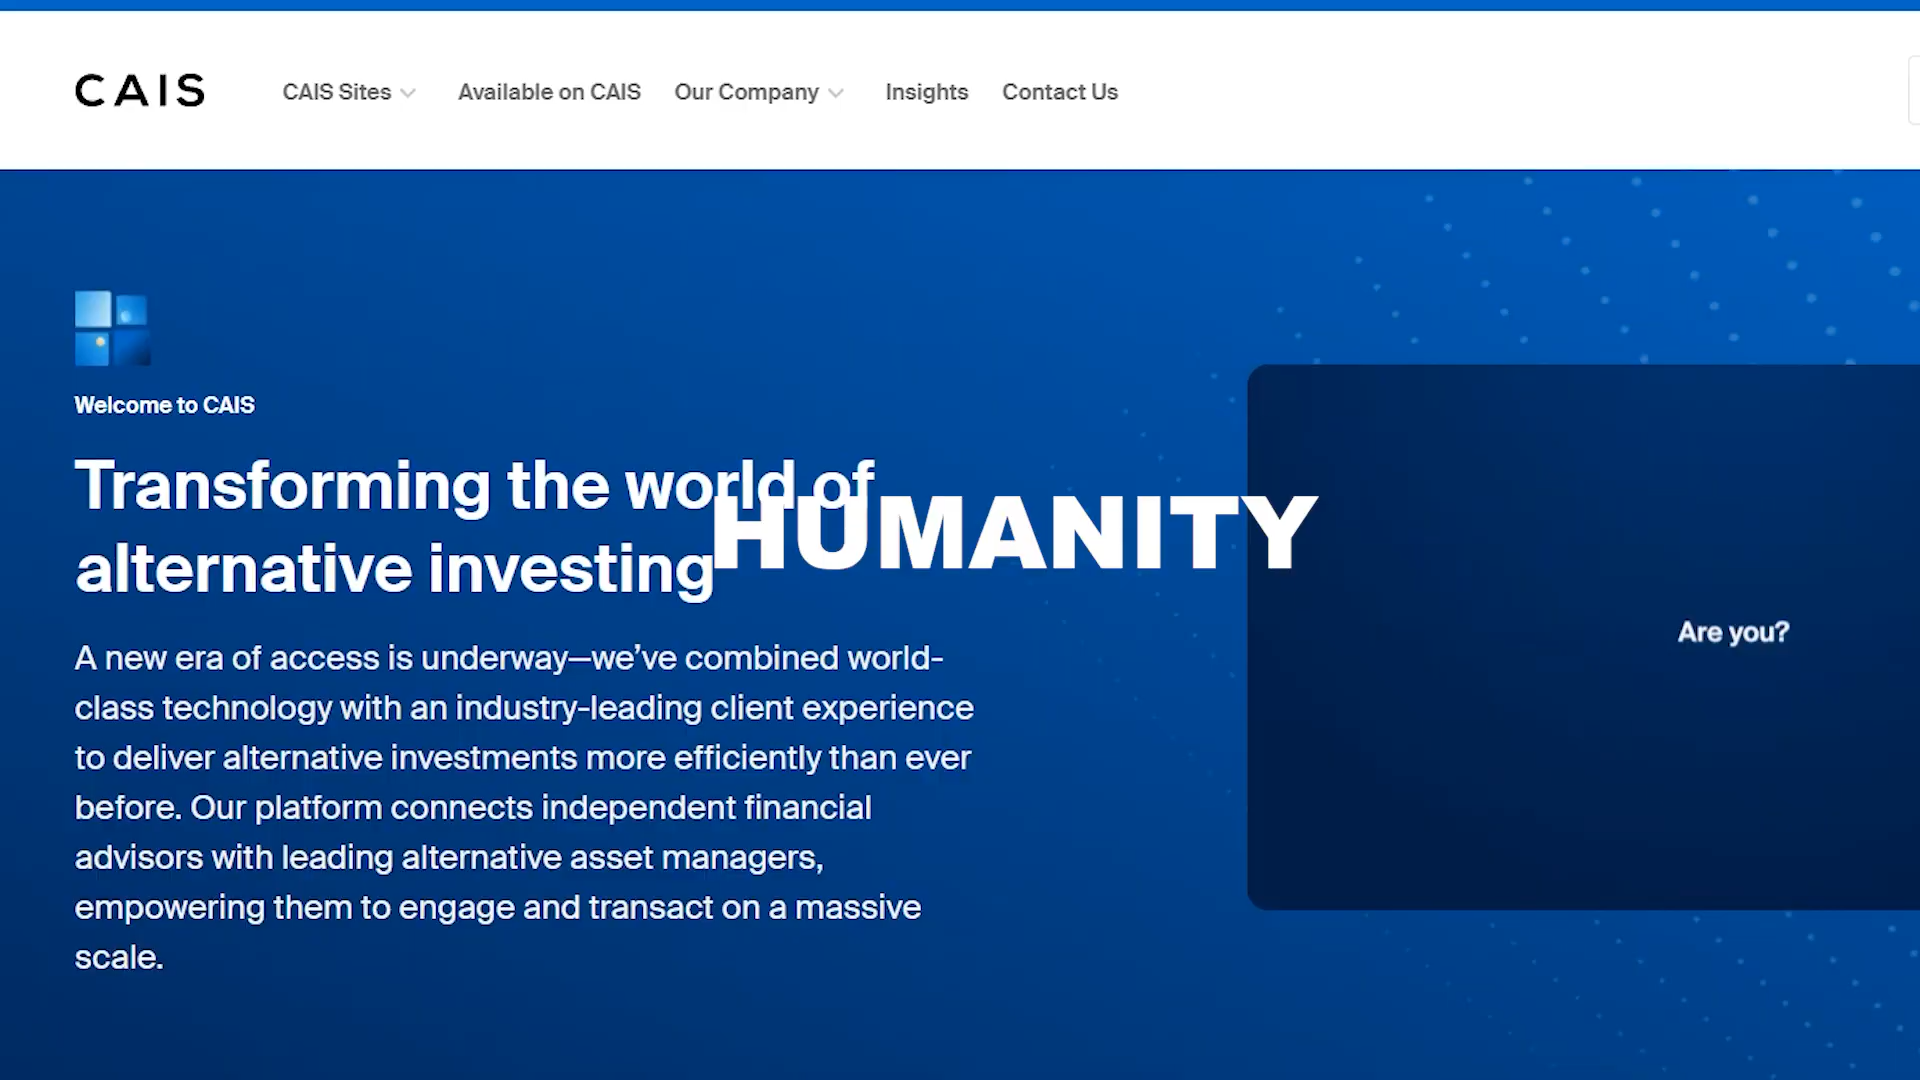 CAIS
CAIS Sites
Available on CAIS
Our Company
Insights
Contact Us
Welcome to CAIS
Transforming the world of
alternative investing
HUMANITY
A new era of access is underway—we’ve combined world-
class technology with an industry-leading client experience
to deliver alternative investments more efficiently than ever
before. Our platform connects independent financial
advisors with leading alternative asset managers,
empowering them to engage and transact on a massive
scale.
Are you?